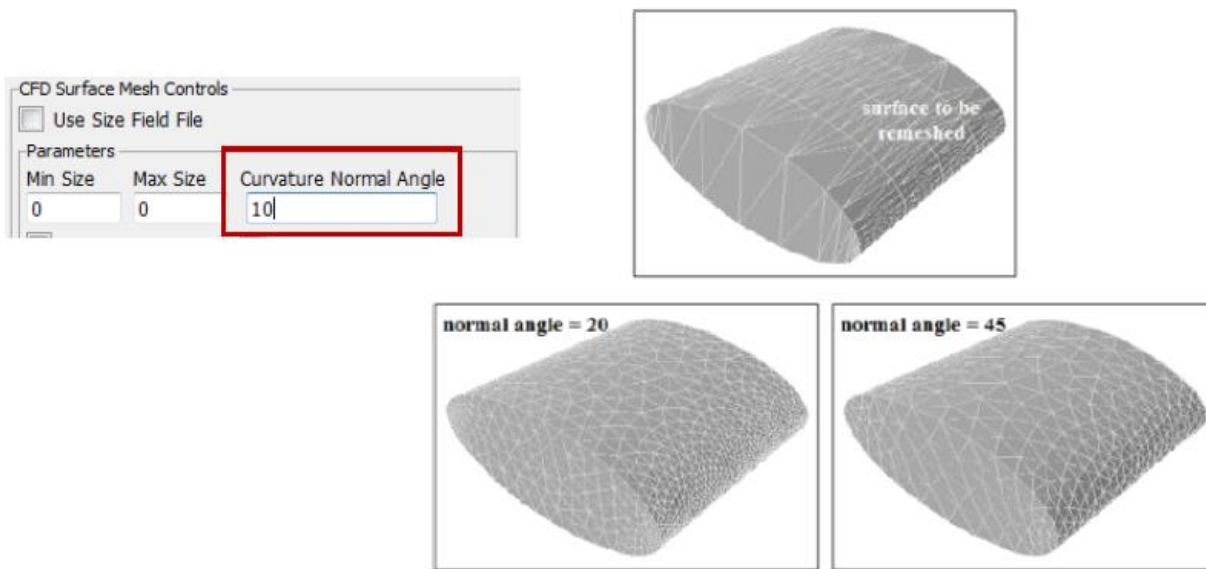 CFD Surface Mesh Controls
Use Size Field File
Parameters
Min Size Max Size Curvature Normal Angle
0 0 10
surface to be
remeshed
normal angle = 20
normal angle = 45